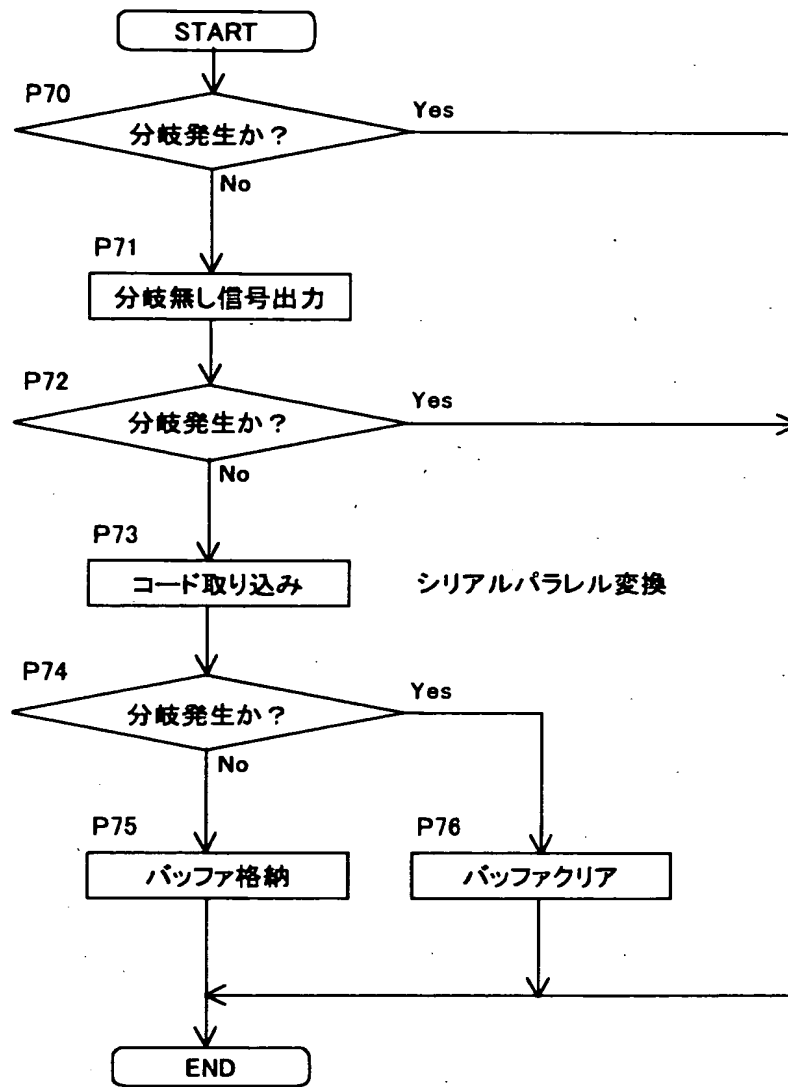 START
P70
分岐発生か？
Yes
No
P71
分岐無し信号出力
P72
分岐発生か？
Yes
No
P73
コード取り込み
シリアルパラレル変換
P74
分岐発生か？
Yes
No
P75
バッファ格納
P76
バッファクリア
END